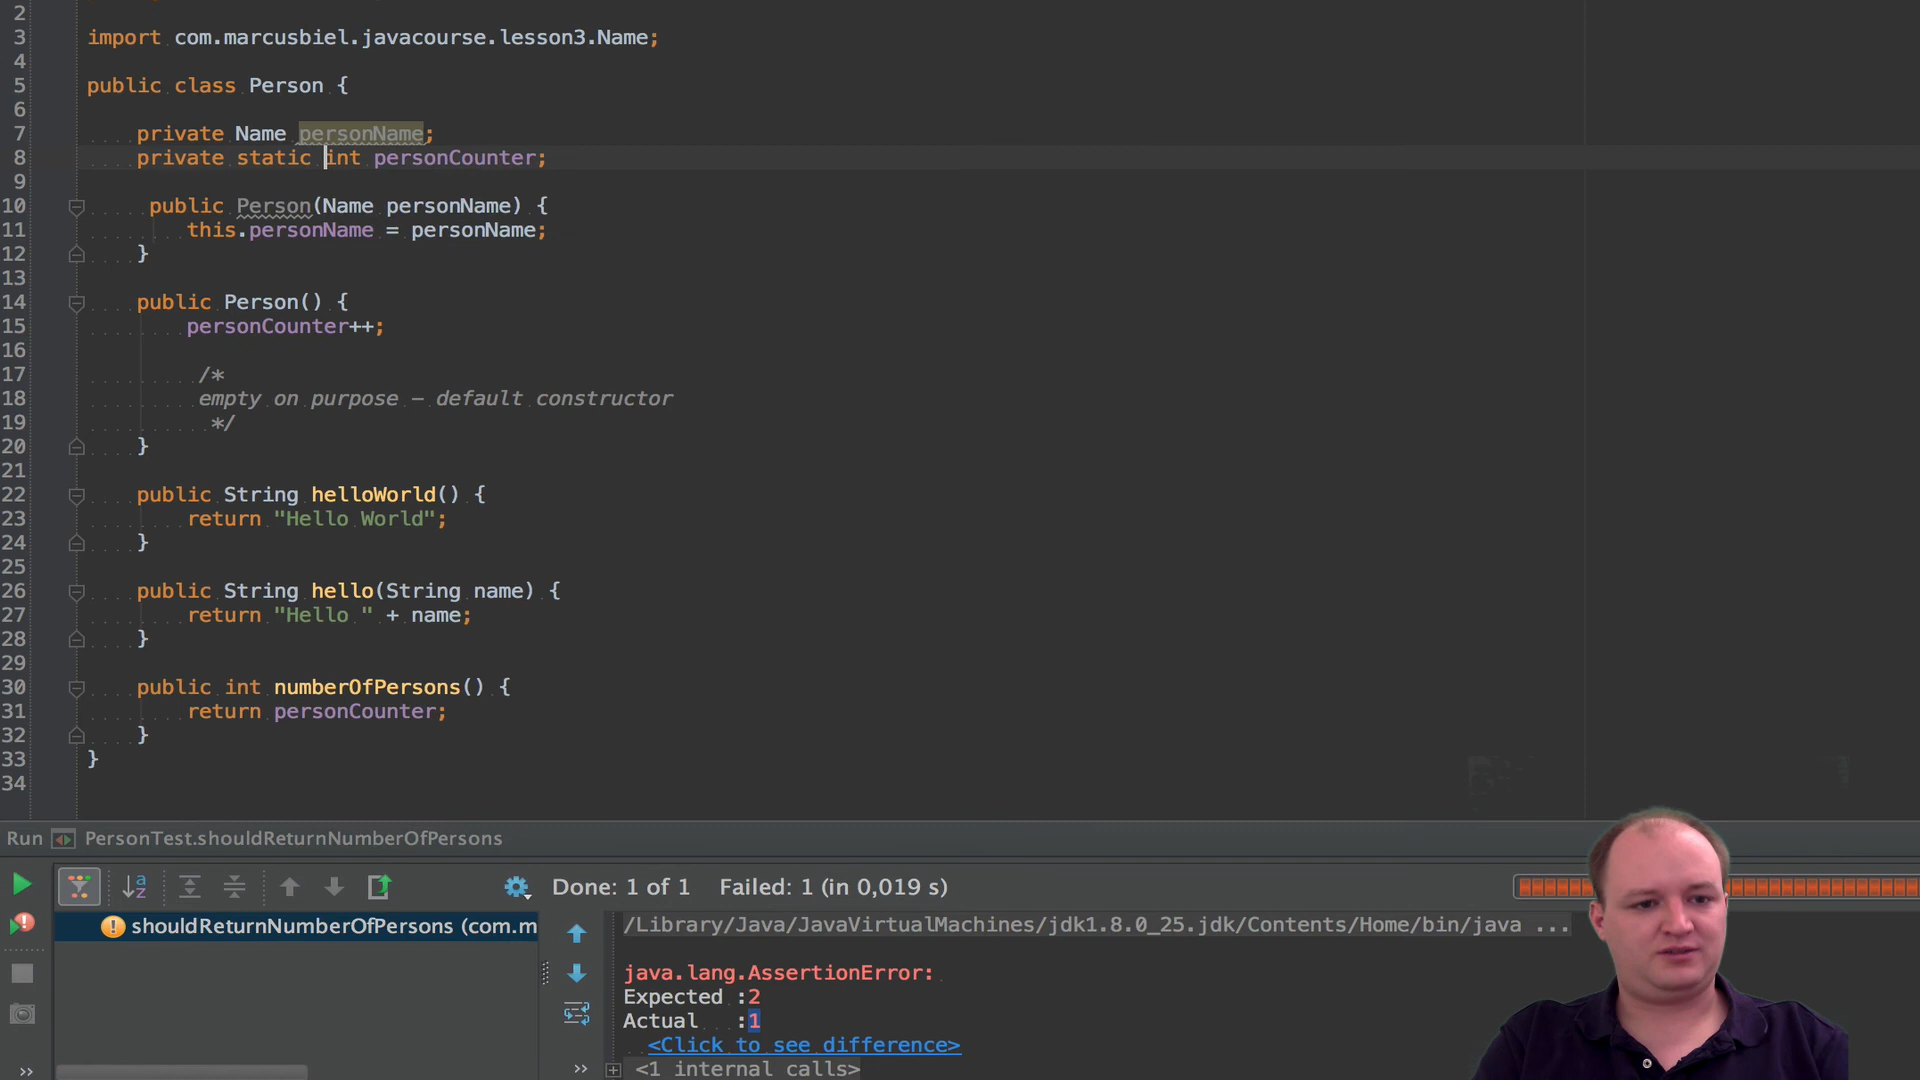 2
3 import com.marcusbiel.javacourse.lesson3.Name;
4
5 public class Person {
6
7 private Name personName;
8 private static int personCounter;
9
10 public Person(Name personName) {
11 this.personName = personName;
12 }
13
14 public Person() {
15 personCounter++;
16
17 /*
18 empty on purpose – default constructor
19 */
20 }
21
22 public String helloWorld() {
23 return "Hello World";
24 }
25
26 public String hello(String name) {
27 return "Hello " + name;
28 }
29
30 public int numberOfPersons() {
31 return personCounter;
32 }
33 }
34
Run PersonTest.shouldReturnNumberOfPersons
Done: 1 of 1 Failed: 1 (in 0,019 s)
shouldReturnNumberOfPersons (com.m
/Library/Java/JavaVirtualMachines/jdk1.8.0_25.jdk/Contents/Home/bin/java ...
java.lang.AssertionError:
Expected :2
Actual :1
<Click to see difference>
<1 internal calls>